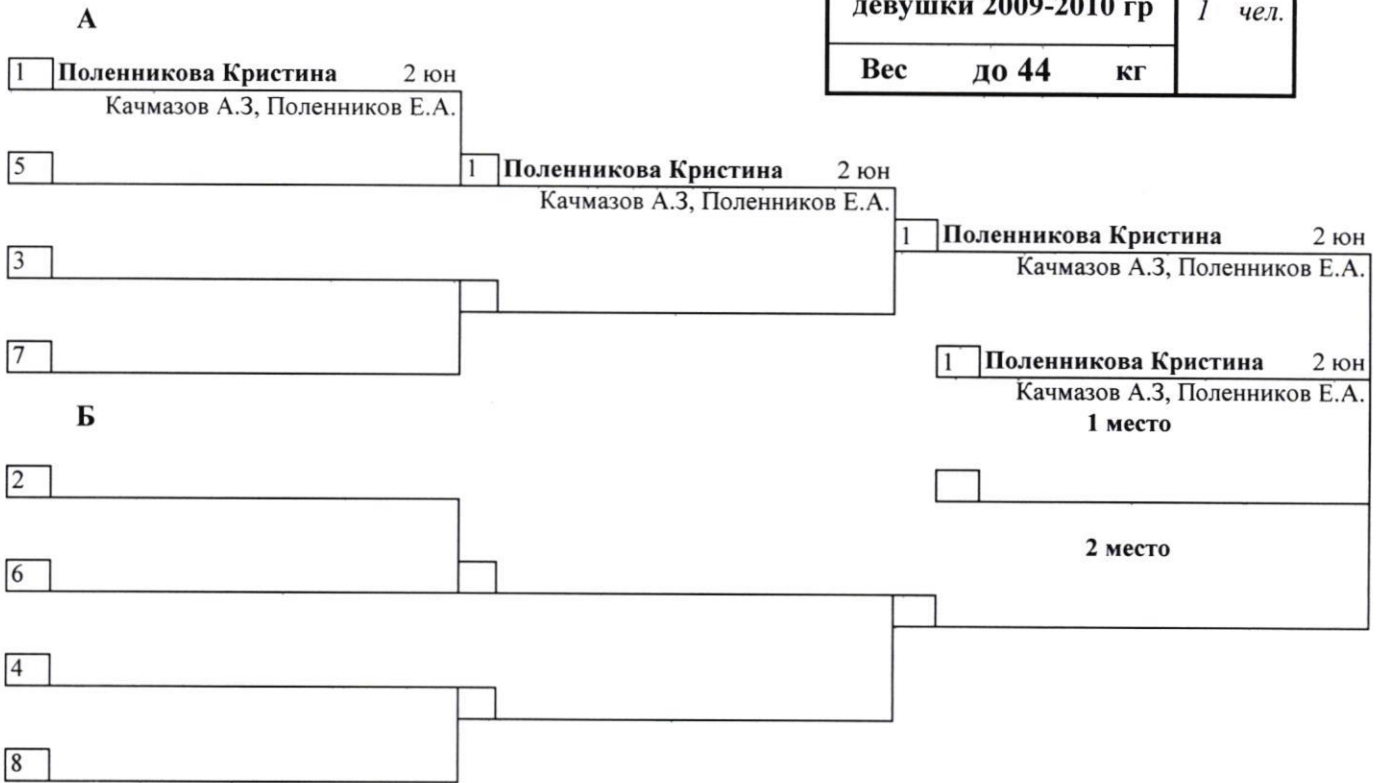 девушки 2009-2010 гр 1 чел.
А
Вес до 44 кг
1 Поленникова Кристина 2 юн
Качмазов А.З, Поленников Е.А.
5
1 Поленникова Кристина 2 юн
Качмазов А.З, Поленников Е.А.
3
1 Поленникова Кристина 2 юн
Качмазов А.З, Поленников Е.А.
7
1 Поленникова Кристина 2 юн
Качмазов А.З, Поленников Е.А.
1 место
Б
2
2 место
6
4
8